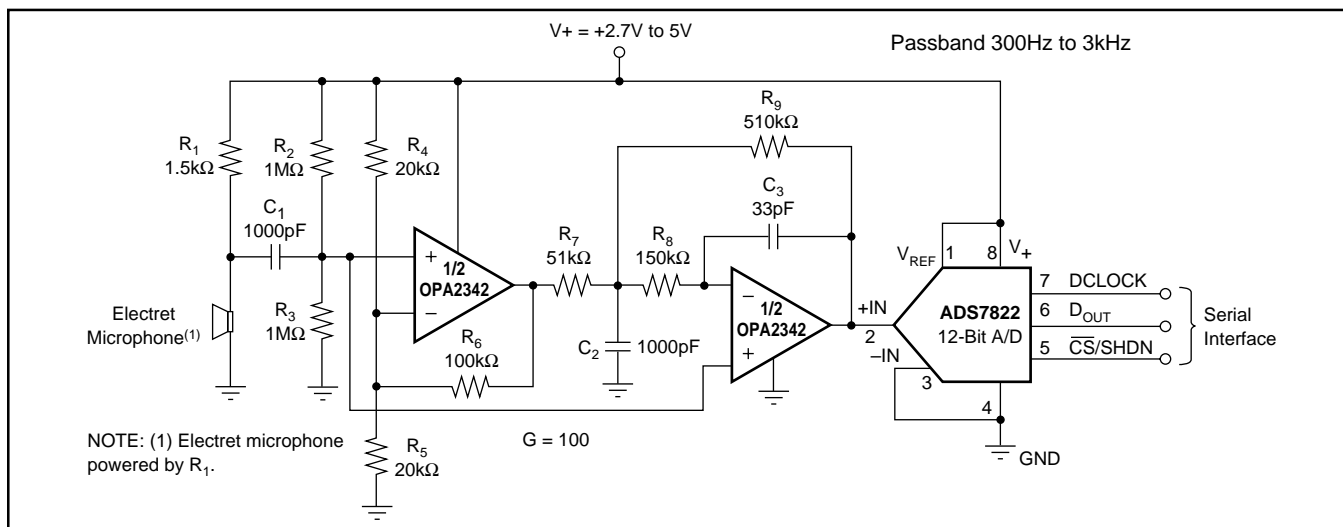 V+ = +2.7V to 5V
Passband 300Hz to 3kHz
R1
1.5kΩ
R2
1MΩ
R4
20kΩ
R9
510kΩ
C3
33pF
C1
1000pF
R7
51kΩ
R8
150kΩ
+
1/2
OPA2342
–
VREF
1
8
V+
7
DCLOCK
6
DOUT
5
CS/SHDN
Serial
Interface
ADS7822
12-Bit A/D
+IN
2
–IN
3
4
–
1/2
OPA2342
+
Electret
Microphone(1)
R3
1MΩ
R6
100kΩ
C2
1000pF
R5
20kΩ
G = 100
GND
NOTE: (1) Electret microphone
powered by R1.